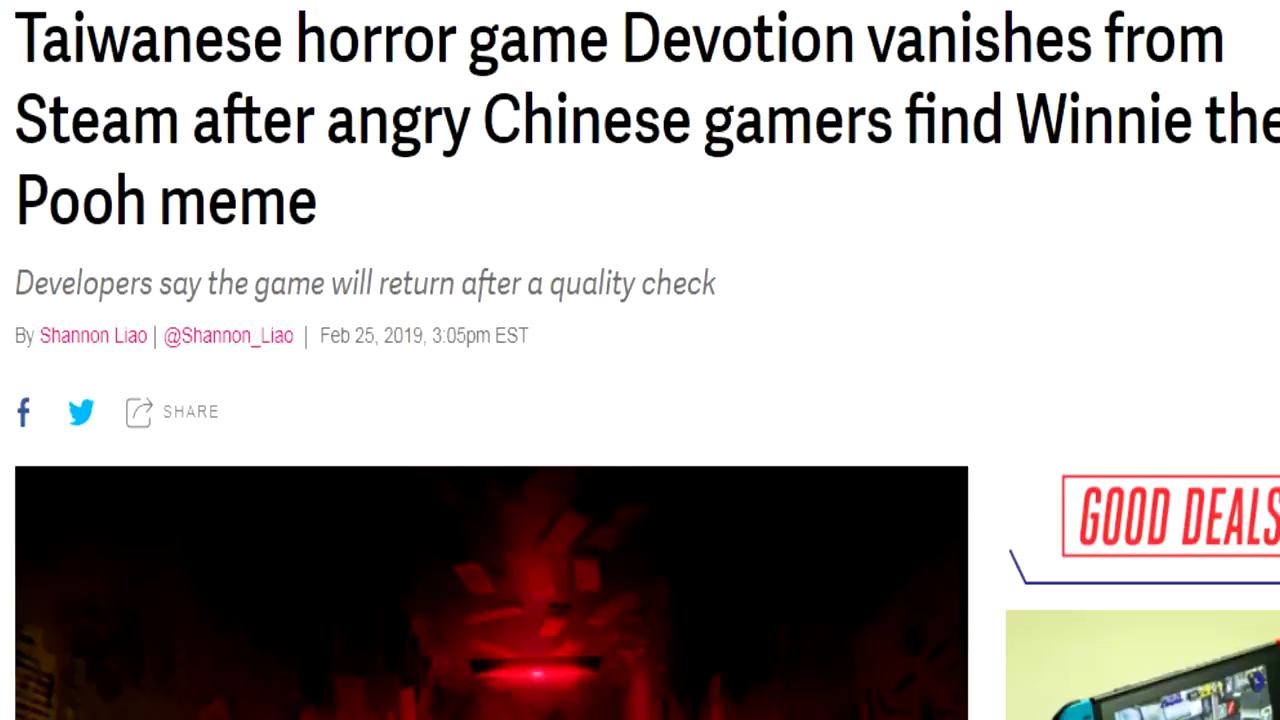 Taiwanese horror game Devotion vanishes from
Steam after angry Chinese gamers find Winnie the
Pooh meme
Developers say the game will return after a quality check
By Shannon Liao | @Shannon_Liao | Feb 25, 2019, 3:05pm EST
SHARE
GOOD DEALS